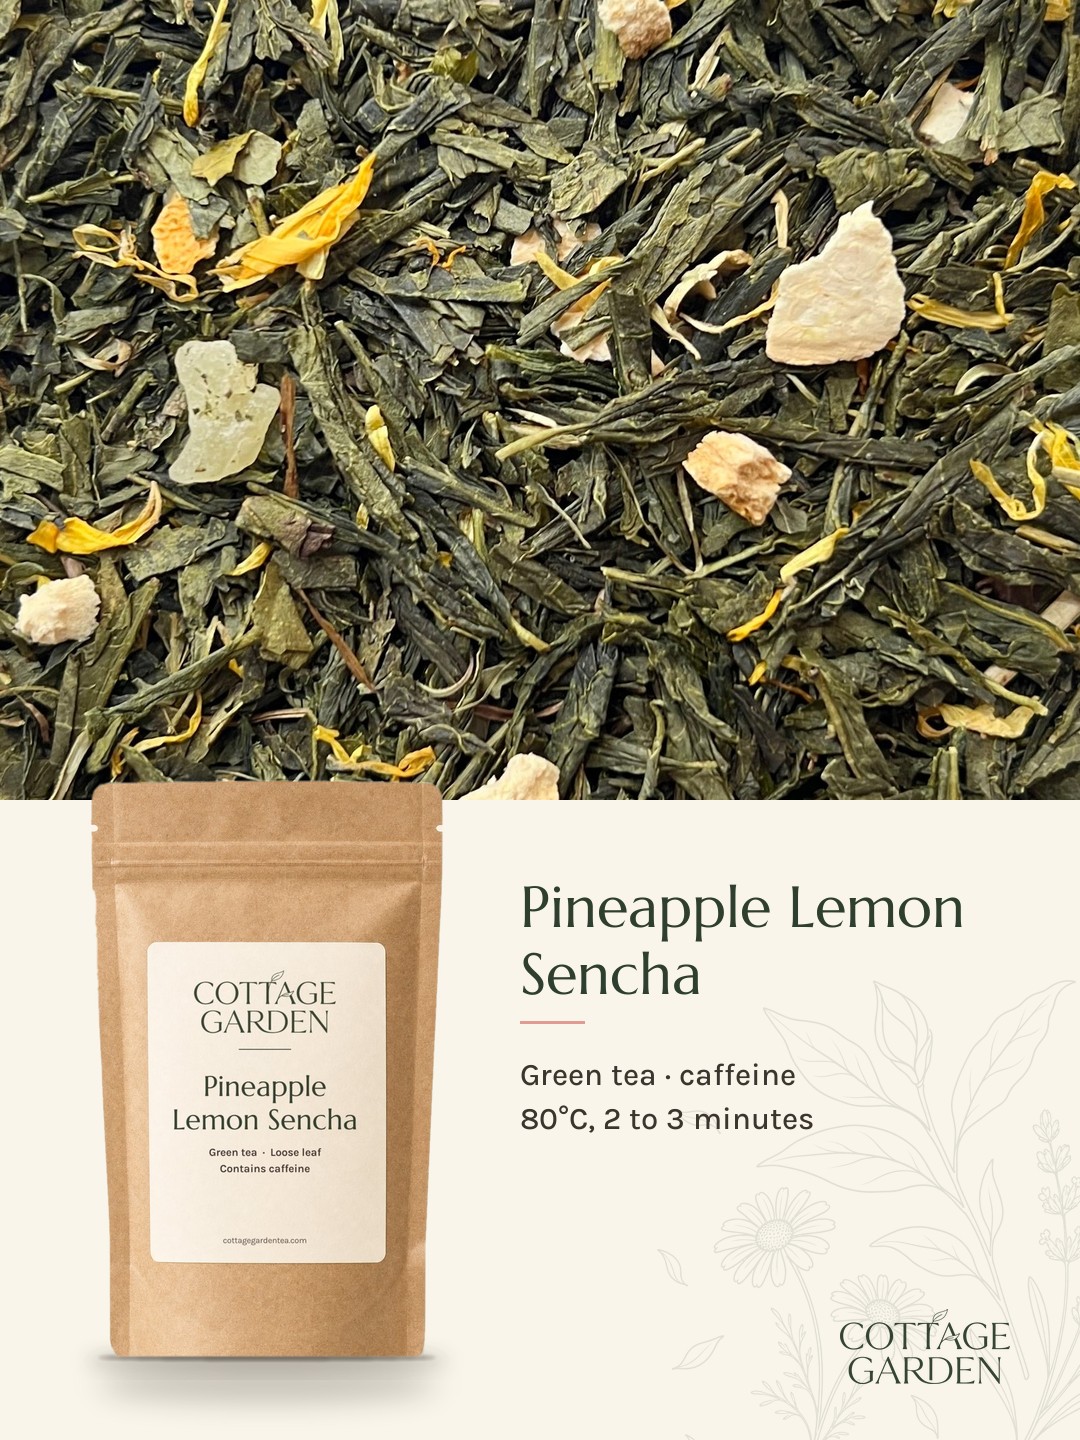 Pineapple Lemon
Sencha
Green tea · caffeine
80°C, 2 to 3 minutes
COTTAGE
GARDEN
Pineapple
Lemon Sencha
Green tea · Loose leaf
Contains caffeine
cottagegardentea.com
COTTAGE
GARDEN